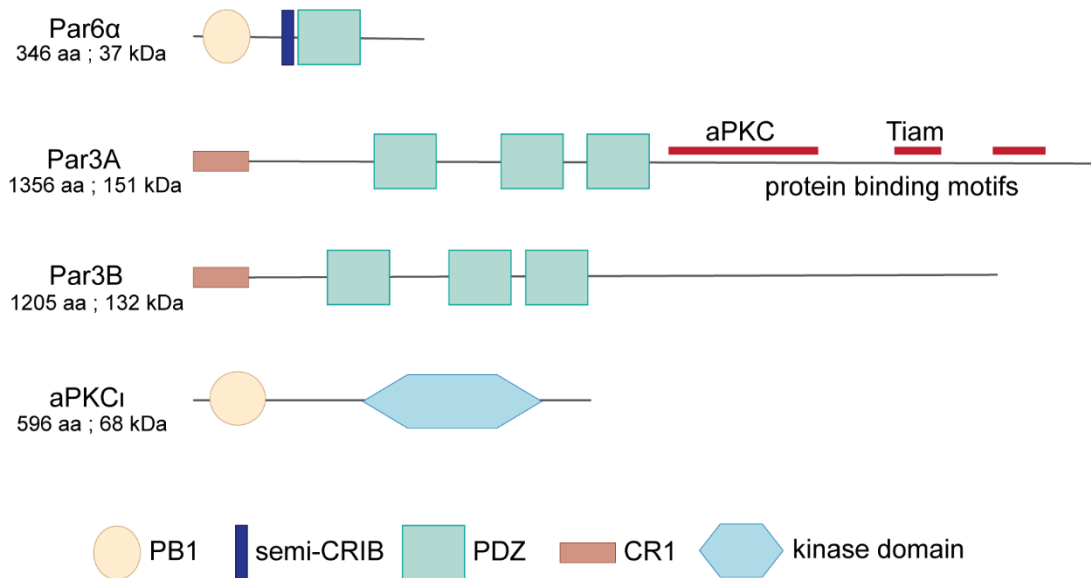 Par6α
346 aa ; 37 kDa
aPKC
Tiam
Par3A
1356 aa ; 151 kDa
protein binding motifs
Par3B
1205 aa ; 132 kDa
aPKCι
596 aa ; 68 kDa
PB1
semi-CRIB
PDZ
CR1
kinase domain